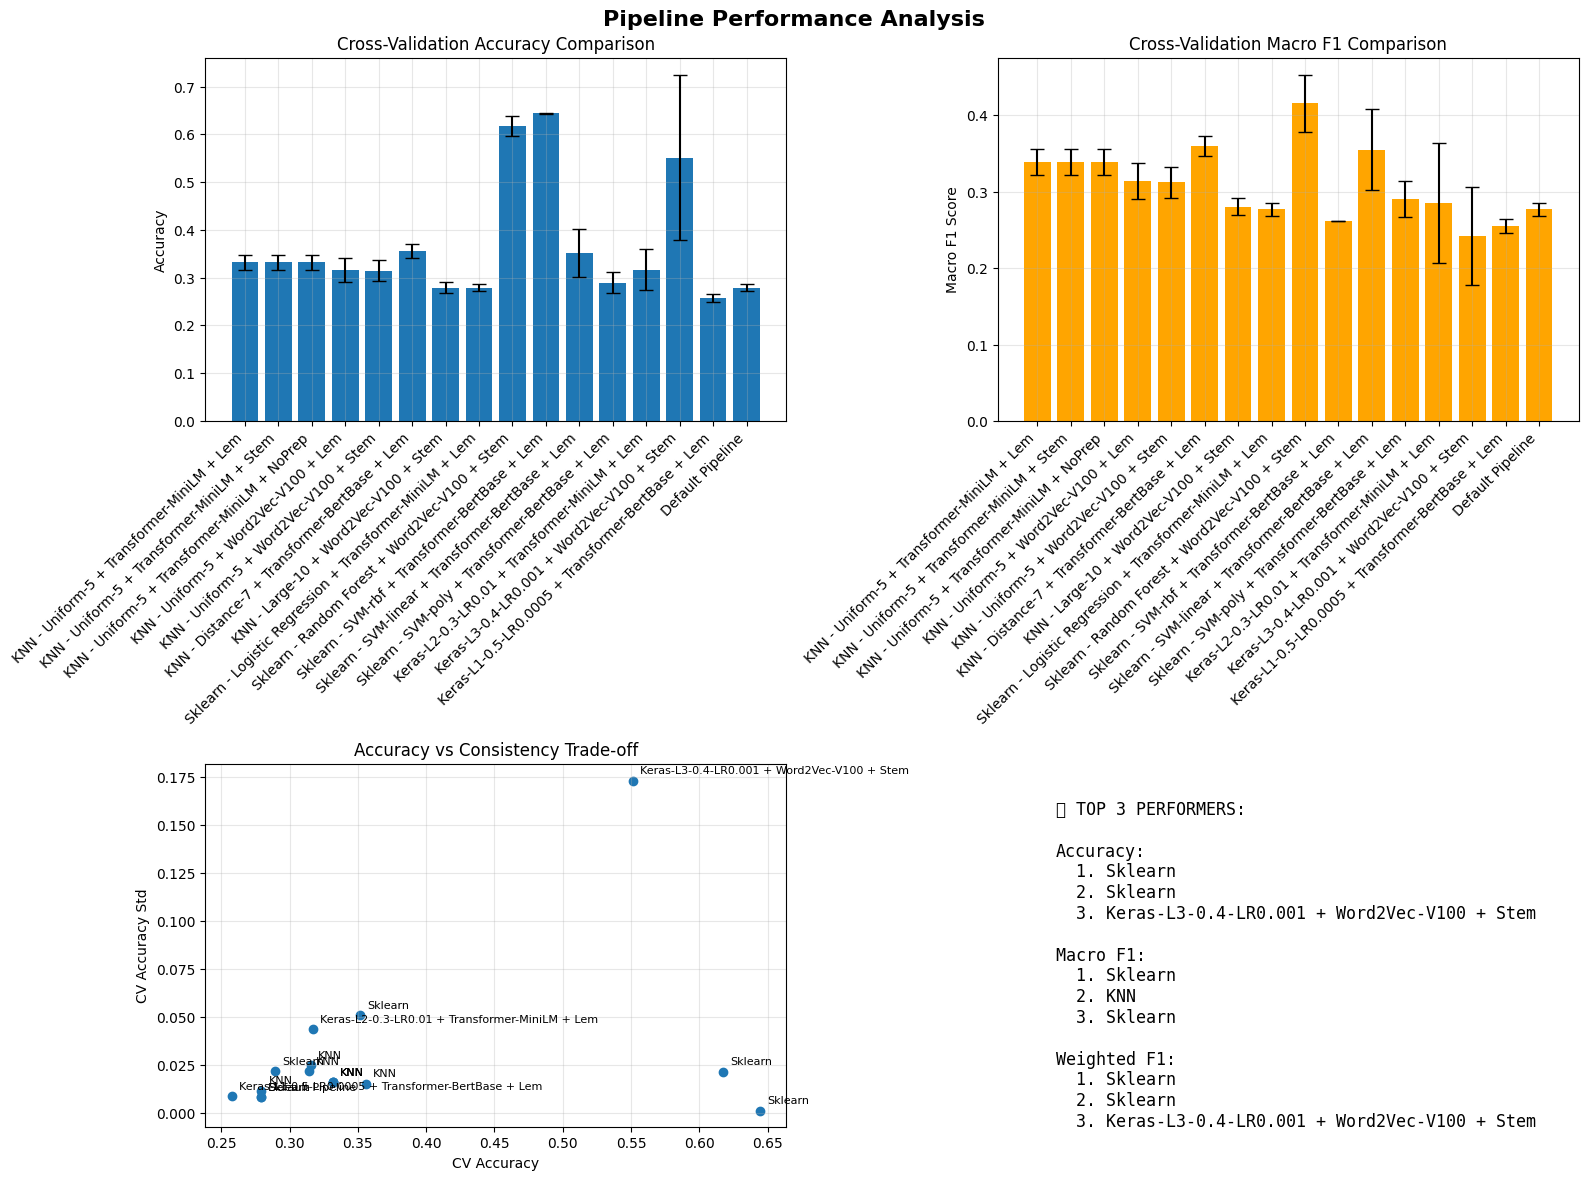 Pipeline Performance Analysis
Cross-Validation Accuracy Comparison
Accuracy
0.7
0.6
0.5
0.4
0.3
0.2
0.1
0.0
KNN - Uniform-5 + Transformer-MiniLM + Lem
KNN - Uniform-5 + Transformer-MiniLM + Stem
KNN - Uniform-5 + Transformer-MiniLM + NoPrep
KNN - Uniform-5 + Word2Vec-V100 + Lem
KNN - Uniform-5 + Word2Vec-V100 + Stem
KNN - Distance-7 + Transformer-BertBase + Lem
KNN - Large-10 + Word2Vec-V100 + Stem
Sklearn - Logistic Regression + Transformer-MiniLM + Lem
Sklearn - Random Forest + Word2Vec-V100 + Stem
Sklearn - SVM-rbf + Transformer-BertBase + Lem
Sklearn - SVM-linear + Transformer-BertBase + Lem
Sklearn - SVM-poly + Transformer-BertBase + Lem
Keras-L2-0.3-LR0.01 + Transformer-MiniLM + Lem
Keras-L3-0.4-LR0.001 + Word2Vec-V100 + Stem
Keras-L1-0.5-LR0.0005 + Transformer-BertBase + Lem
Default Pipeline
Cross-Validation Macro F1 Comparison
Macro F1 Score
0.4
0.3
0.2
0.1
0.0
KNN - Uniform-5 + Transformer-MiniLM + Lem
KNN - Uniform-5 + Transformer-MiniLM + Stem
KNN - Uniform-5 + Transformer-MiniLM + NoPrep
KNN - Uniform-5 + Word2Vec-V100 + Lem
KNN - Uniform-5 + Word2Vec-V100 + Stem
KNN - Distance-7 + Transformer-BertBase + Lem
KNN - Large-10 + Word2Vec-V100 + Stem
Sklearn - Logistic Regression + Transformer-MiniLM + Lem
Sklearn - Random Forest + Word2Vec-V100 + Stem
Sklearn - SVM-rbf + Transformer-BertBase + Lem
Sklearn - SVM-linear + Transformer-BertBase + Lem
Sklearn - SVM-poly + Transformer-BertBase + Lem
Keras-L2-0.3-LR0.01 + Transformer-MiniLM + Lem
Keras-L3-0.4-LR0.001 + Word2Vec-V100 + Stem
Keras-L1-0.5-LR0.0005 + Transformer-BertBase + Lem
Default Pipeline
Accuracy vs Consistency Trade-off
CV Accuracy Std
0.175
0.150
0.125
0.100
0.075
0.050
0.025
0.000
Keras-L3-0.4-LR0.001 + Word2Vec-V100 + Stem
Sklearn
Keras-L2-0.3-LR0.01 + Transformer-MiniLM + Lem
KNN
Sklearn
KNN
KNN
KNN
KNN
Keras-L1-0.5-LR0.0005 + Transformer-BertBase + Lem
Default Pipeline
Sklearn
Sklearn
0.25
0.30
0.35
0.40
0.45
0.50
0.55
0.60
0.65
CV Accuracy
TOP 3 PERFORMERS:
Accuracy:
1. Sklearn
2. Sklearn
3. Keras-L3-0.4-LR0.001 + Word2Vec-V100 + Stem
Macro F1:
1. Sklearn
2. KNN
3. Sklearn
Weighted F1:
1. Sklearn
2. Sklearn
3. Keras-L3-0.4-LR0.001 + Word2Vec-V100 + Stem